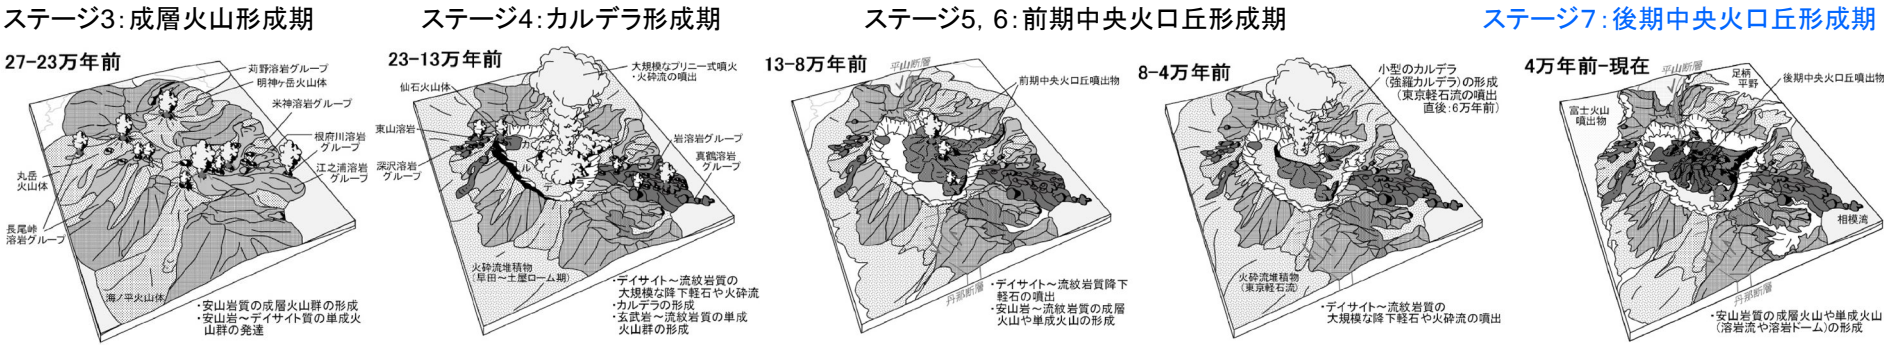 ステージ3：成層火山形成期
27-23万年前
苅野溶岩グループ
明神ヶ岳火山体
米神溶岩グループ
根府川溶岩
グループ
江之浦溶岩
グループ
丸岳
火山体
長尾峠
溶岩グループ
海ノ平火山体
・安山岩質の成層火山群の形成
・安山岩～デイサイト質の単成火
山群の発達
ステージ4：カルデラ形成期
23-13万年前
大規模なプリニー式噴火
・火砕流の噴出
仙石火山体
東山溶岩
深沢溶岩
グループ
カルデラ
岩溶岩グループ
真鶴溶岩
グループ
火砕流堆積物
（早田～土屋ローム期）
・デイサイト～流紋岩質の
大規模な降下軽石や火砕流
・カルデラの形成
・玄武岩～流紋岩質の単成
火山群の形成
ステージ5，6：前期中央火口丘形成期
13-8万年前
平山断層
前期中央火口丘噴出物
丹那断層
・デイサイト～流紋岩質降下
軽石の噴出
・安山岩～流紋岩質の成層
火山や単成火山の形成
8-4万年前
小型のカルデラ
（強羅カルデラ）の形成
（東京軽石流の噴出
直後：6万年前）
火砕流堆積物
（東京軽石流）
・デイサイト～流紋岩質の
大規模な降下軽石や火砕流の噴出
ステージ7：後期中央火口丘形成期
4万年前-現在
平山断層
足柄
平野
後期中央火口丘噴出物
富士火山
噴出物
相模湾
丹那断層
・安山岩質の成層火山や単成火山
（溶岩流や溶岩ドーム）の形成